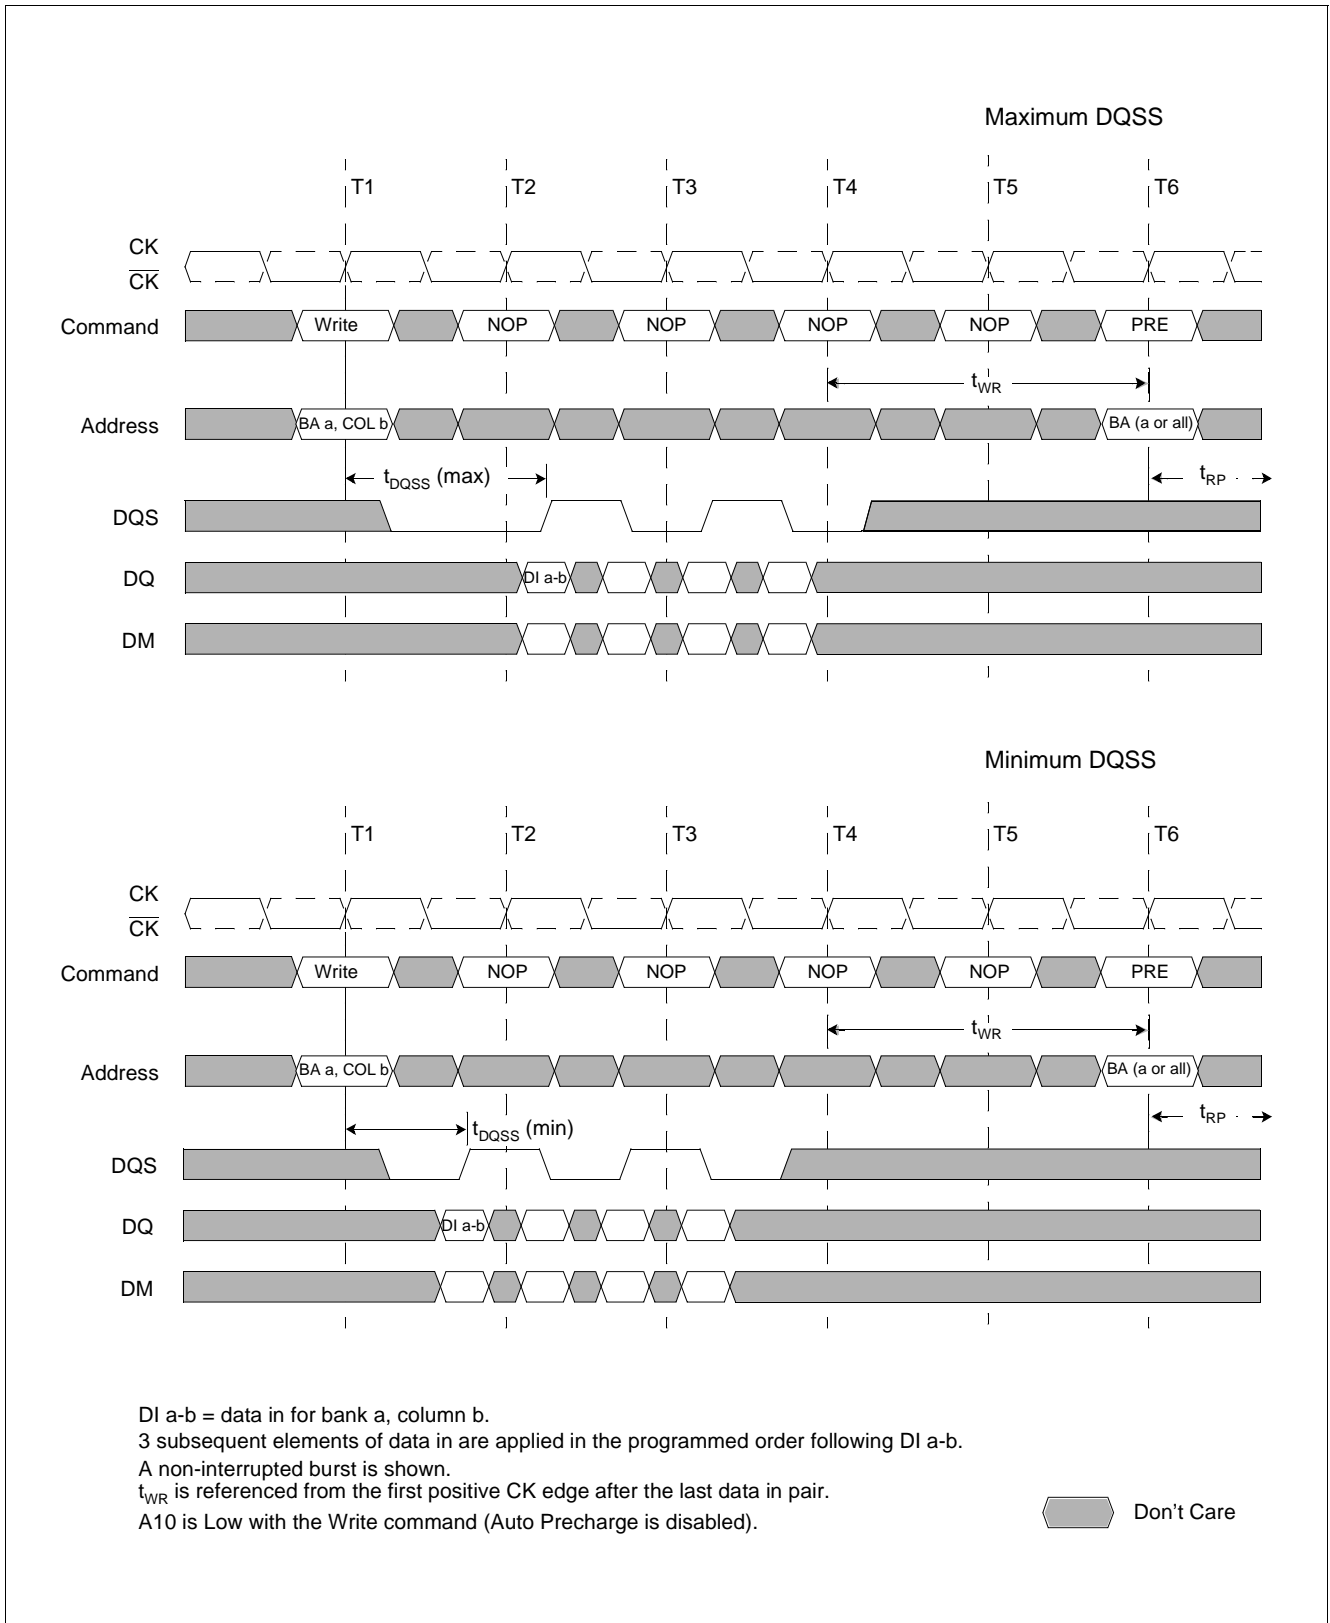 Maximum DQSS
T1 T2 T3 T4 T5 T6
CK
CK
Command Write NOP NOP NOP NOP PRE
tWR
Address BA a, COL b BA (a or all)
tDQSS (max) tRP
DQS
DQ DI a-b
DM
Minimum DQSS
T1 T2 T3 T4 T5 T6
CK
CK
Command Write NOP NOP NOP NOP PRE
tWR
Address BA a, COL b BA (a or all)
tDQSS (min) tRP
DQS
DQ DI a-b
DM
DI a-b = data in for bank a, column b.
3 subsequent elements of data in are applied in the programmed order following DI a-b.
A non-interrupted burst is shown.
tWR is referenced from the first positive CK edge after the last data in pair.
A10 is Low with the Write command (Auto Precharge is disabled).
Don't Care